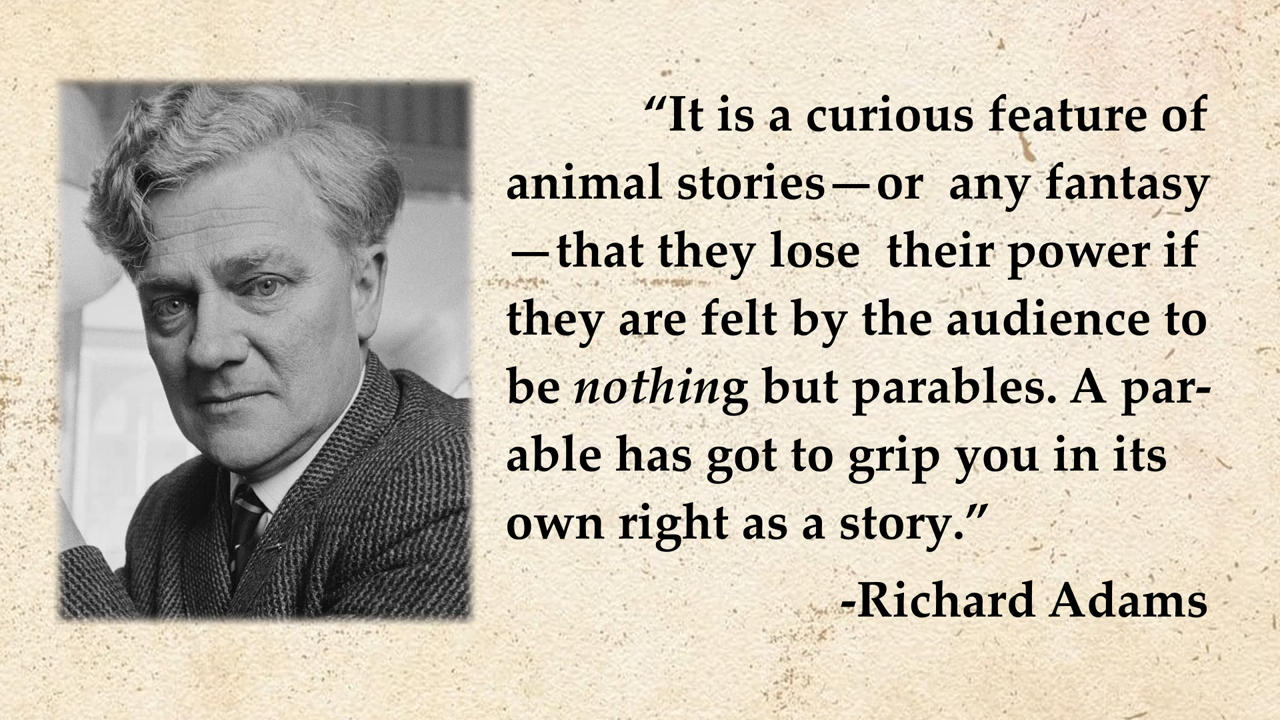 “It is a curious feature of
animal stories—or any fantasy
—that they lose their power if
they are felt by the audience to
be nothing but parables. A par-
able has got to grip you in its
own right as a story.”
-Richard Adams